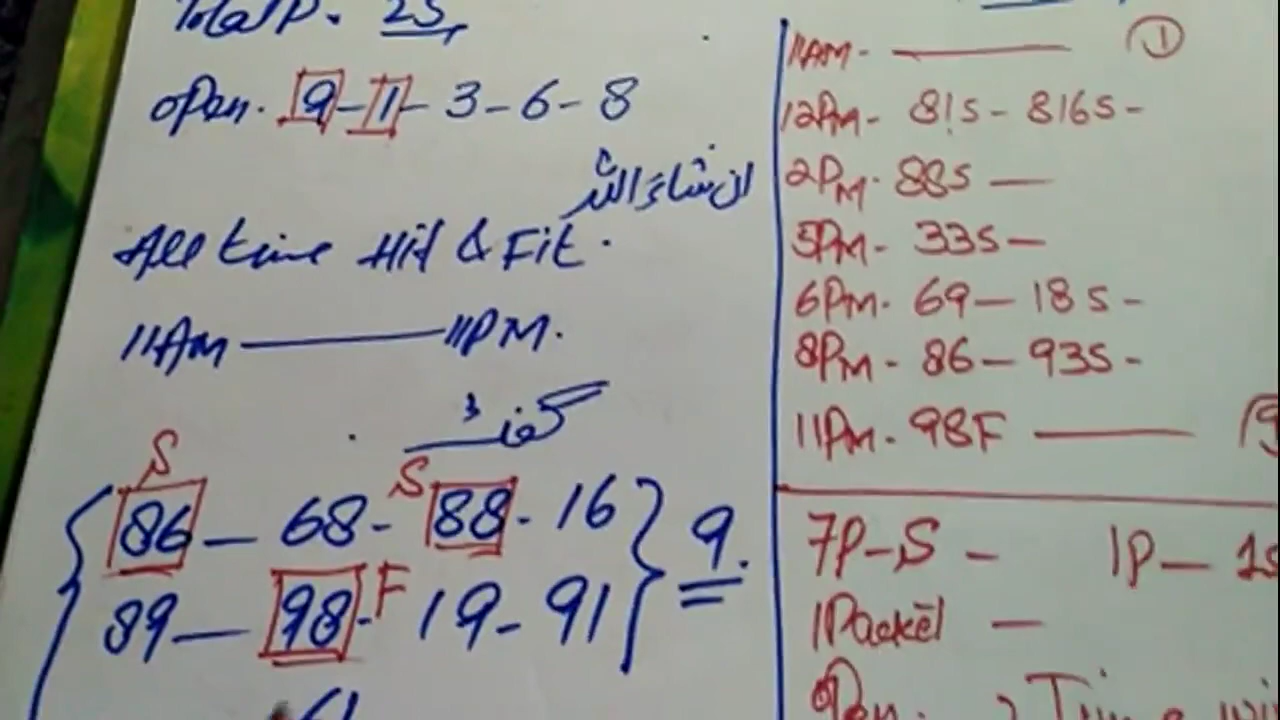 Total P. 25,
open. 9-1-3-6-8
ان شاء اللہ
All time Hit & Fit.
11Am — 11PM.
S S
86 — 68 - 88 - 16
89 — 98 - F 19 - 91
9.
11AM - — 1
12Pm - 81s - 816s -
2PM. 88s —
5Pm - 33s —
6Pm. 69 — 18s -
8Pm - 86 — 93s -
11Pm. 98F —
7P-S - 1P —
1Packet —